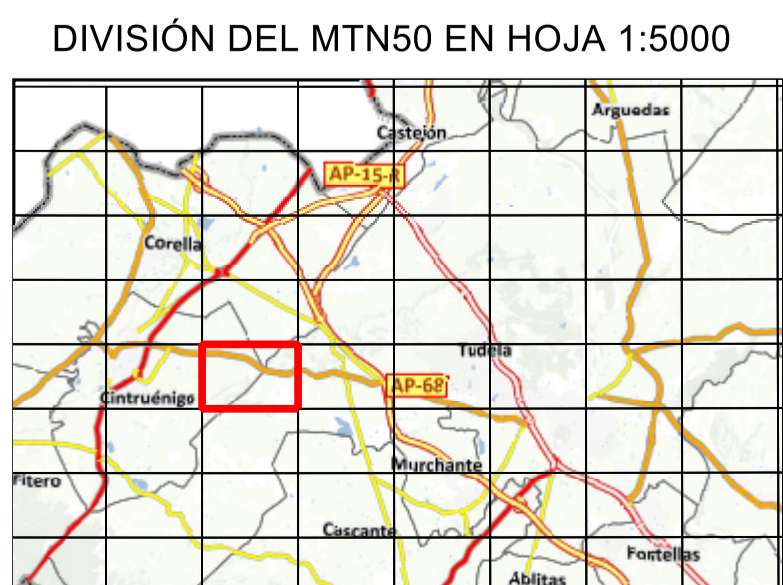 DIVISIÓN DEL MTN50 EN HOJA 1:5000
Arguedas
Castejón
AP-15-R
Corella
Tudela
AP-68
Cintruénigo
Murchante
Fitero
Cascante
Fontellas
Ablitas